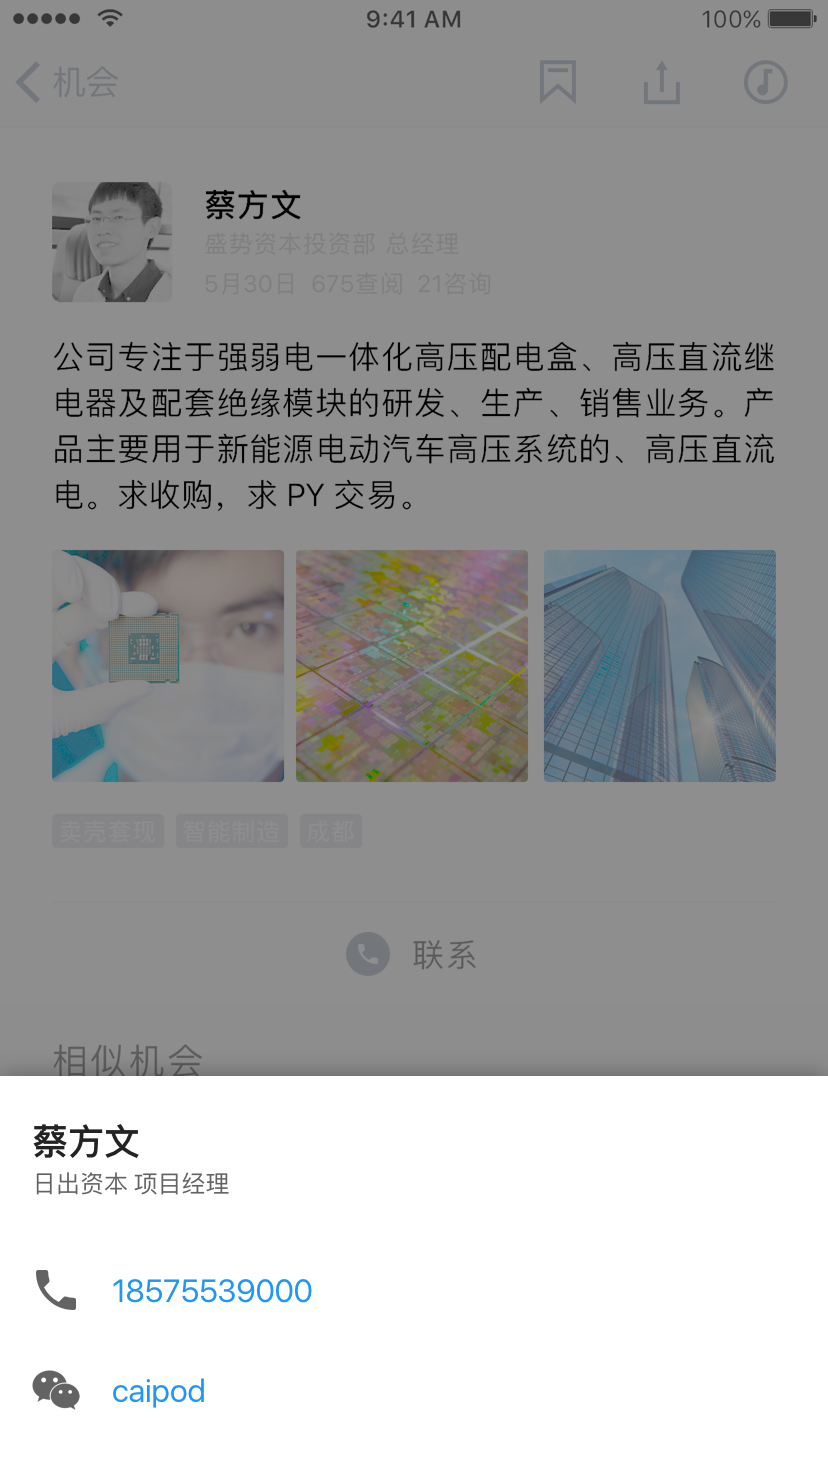 9:41 AM 100%
机会
蔡方文
盛势资本投资部 总经理
5月30日 675查阅 21咨询
公司专注于强弱电一体化高压配电盒、高压直流继
电器及配套绝缘模块的研发、生产、销售业务。产
品主要用于新能源电动汽车高压系统的、高压直流
电。求收购，求 PY 交易。
卖壳套现 智能制造 成都
联系
相似机会
蔡方文
日出资本 项目经理
18575539000
caipod